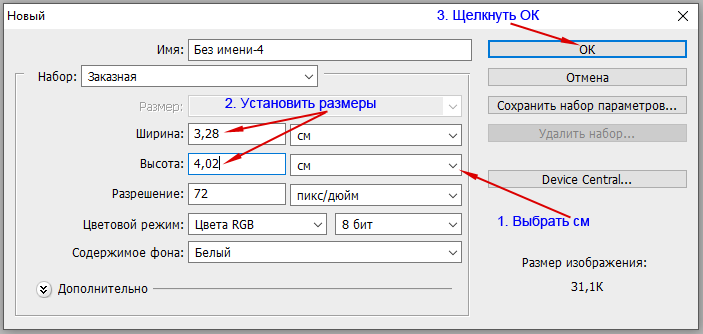 Новый
3. Щелкнуть ОК
Имя: Без имени-4
ОК
Набор: Заказная
Отмена
Размер:
2. Установить размеры
Сохранить набор параметров...
Ширина: 3,28 см
Удалить набор...
Высота: 4,02 см
Device Central...
Разрешение: 72 пикс/дюйм
1. Выбрать см
Цветовой режим: Цвета RGB 8 бит
Содержимое фона: Белый
Размер изображения:
31,1K
Дополнительно